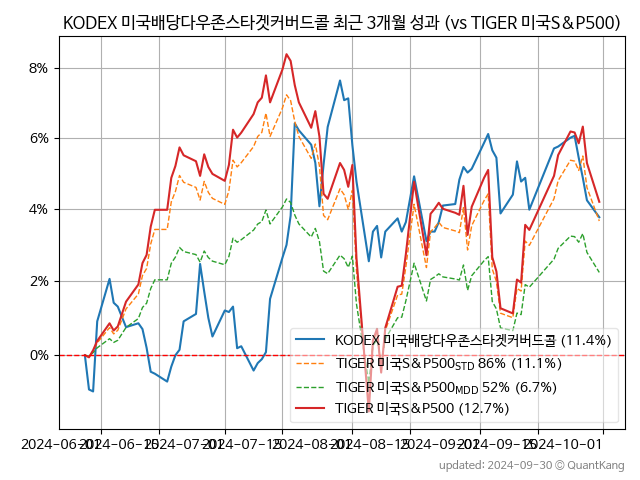 KODEX 미국배당다우존스타겟커버드콜 최근 3개월 성과 (vs TIGER 미국S&P500)
8%
6%
4%
2%
0%
KODEX 미국배당다우존스타겟커버드콜 (11.4%)
TIGER 미국S&P500STD 86% (11.1%)
TIGER 미국S&P500MDD 52% (6.7%)
TIGER 미국S&P500 (12.7%)
2024-06-01 2024-06-15 2024-07-01 2024-07-15 2024-08-01 2024-08-15 2024-09-01 2024-09-15 2024-10-01
updated: 2024-09-30 © QuantKang